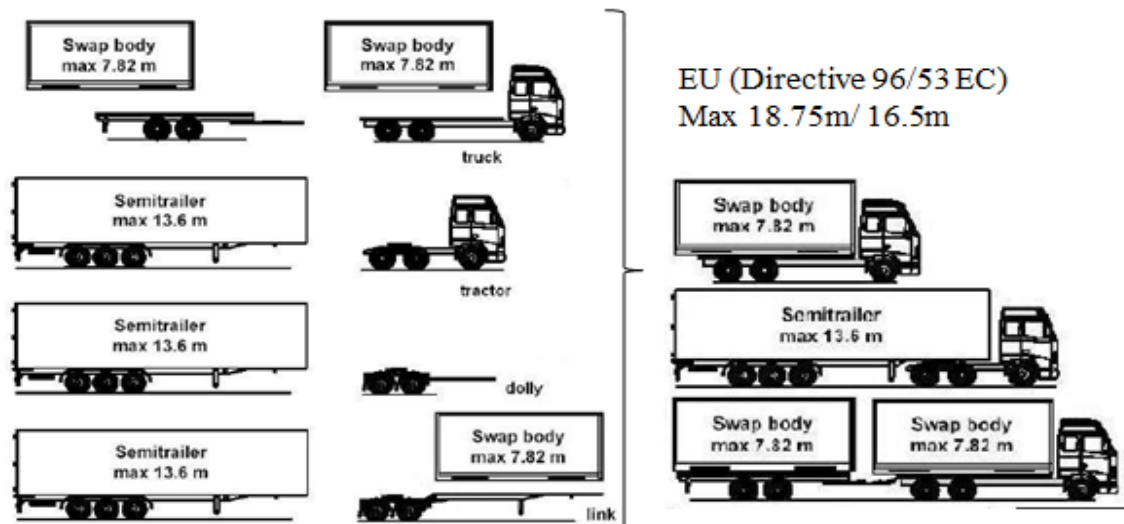 Swap body
max 7.82 m
Swap body
max 7.82 m
truck
Semitrailer
max 13.6 m
tractor
Semitrailer
max 13.6 m
dolly
Semitrailer
max 13.6 m
Swap body
max 7.82 m
link
EU (Directive 96/53 EC)
Max 18.75m/ 16.5m
Swap body
max 7.82 m
Semitrailer
max 13.6 m
Swap body
max 7.82 m
Swap body
max 7.82 m